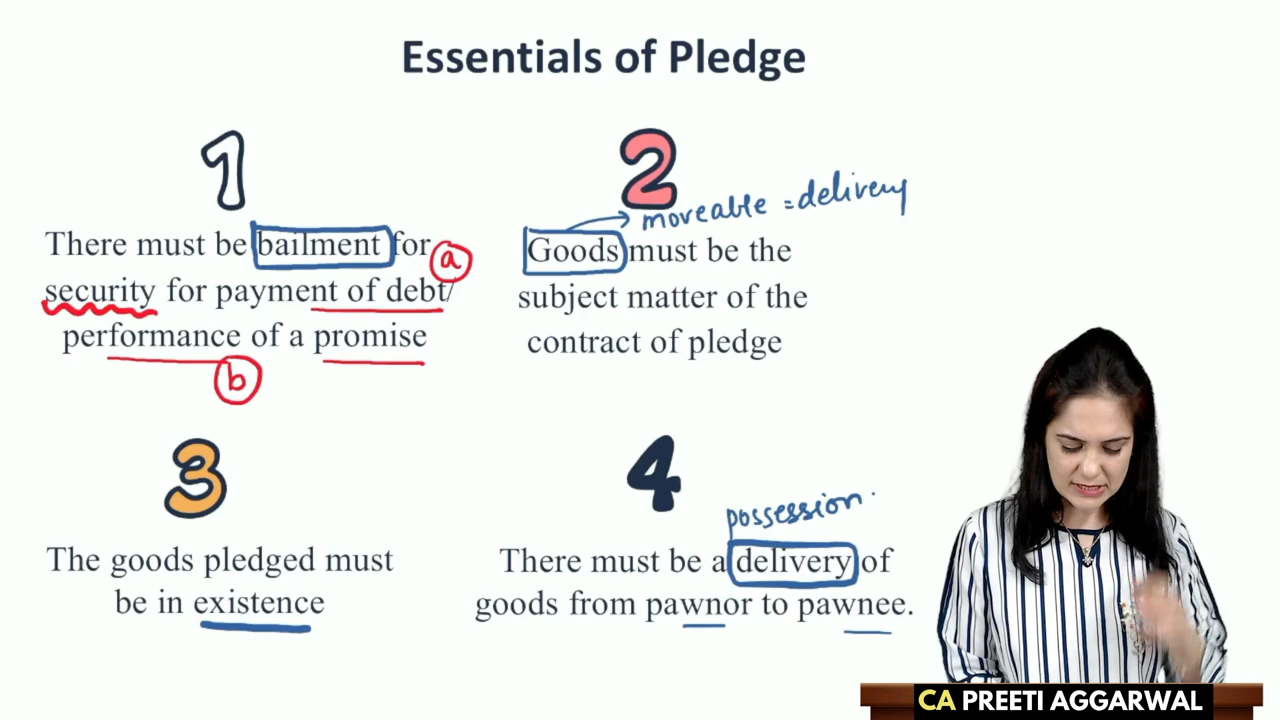 Essentials of Pledge
1
There must be bailment for
a
security for payment of debt/
performance of a promise
b
2
moveable = delivery
Goods must be the
subject matter of the
contract of pledge
3
The goods pledged must
be in existence
4
possession.
There must be a delivery of
goods from pawnor to pawnee.
CA PREETI AGGARWAL